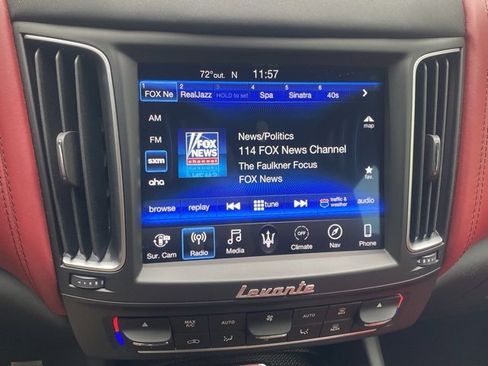 72° out. N 11:57
1 2 3 4 5 6
FOX Ne RealJazz HOLD to set Spa Sinatra 40s
AM
map
FM
FOX
NEWS
channel
News/Politics
114 FOX News Channel
The Faulkner Focus
FOX News
sxm
aha
fav.
browse replay tune traffic & weather audio
OFF
Sur. Cam Radio Media Climate Nav Phone
Levante
MAX A/C AUTO AUTO